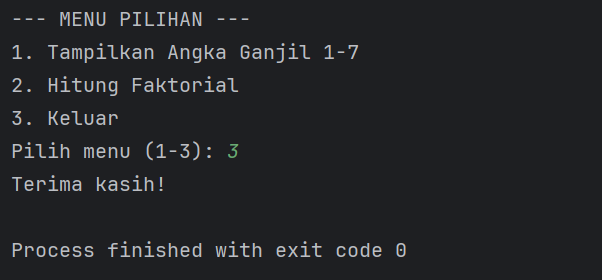 --- MENU PILIHAN ---
1. Tampilkan Angka Ganjil 1-7
2. Hitung Faktorial
3. Keluar
Pilih menu (1-3): 3
Terima kasih!
Process finished with exit code 0